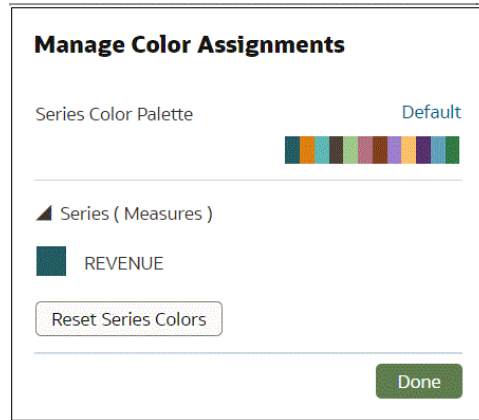 Manage Color Assignments
Series Color Palette Default
Series ( Measures )
REVENUE
Reset Series Colors
Done